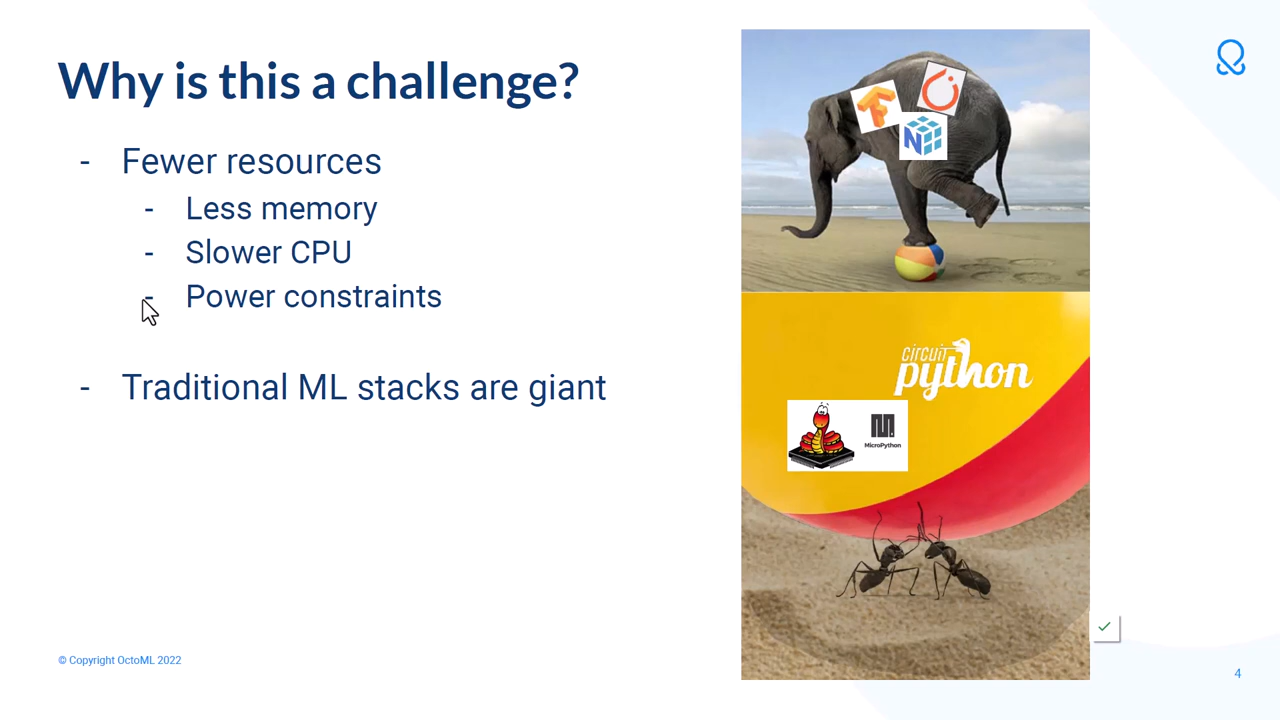 Why is this a challenge?
- Fewer resources
- Less memory
- Slower CPU
- Power constraints
- Traditional ML stacks are giant
circuit
python
MicroPython
© Copyright OctoML 2022
4